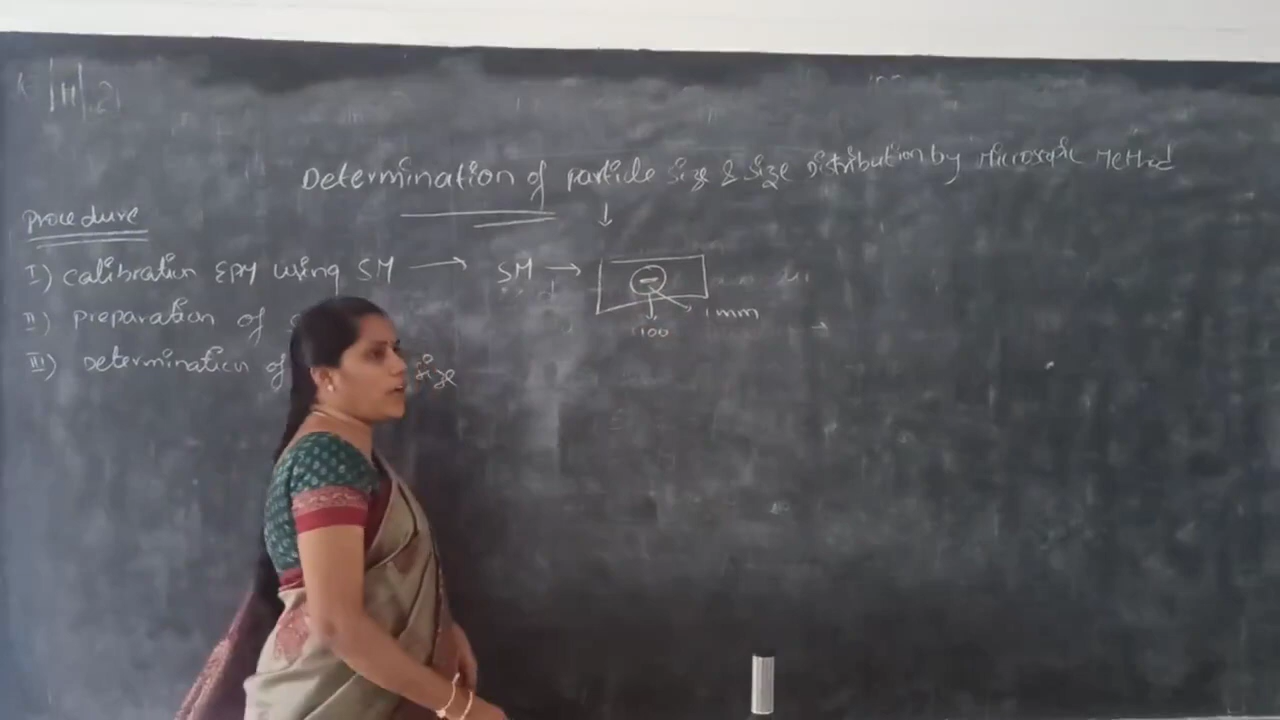 Determination of particle size & size Distribution by Microscopic Method
Procedure
I) calibration EPM using SM → SM →
1mm
100
II) preparation of
III) Determination of size